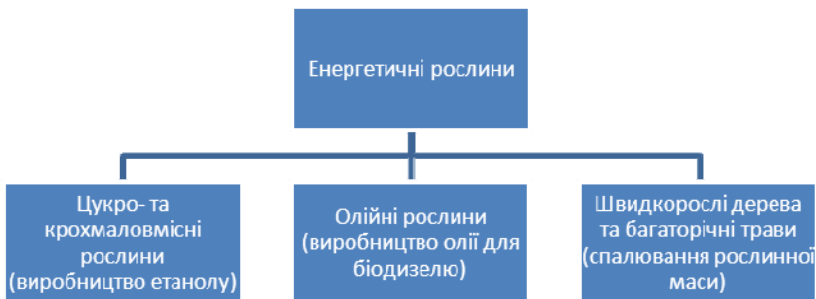 Енергетичні рослини
Цукро- та
крохмаловмісні
рослини
(виробництво етанолу)
Олійні рослини
(виробництво олії для
біодизелю)
Швидкорослі дерева
та багаторічні трави
(спалювання рослинної
маси)